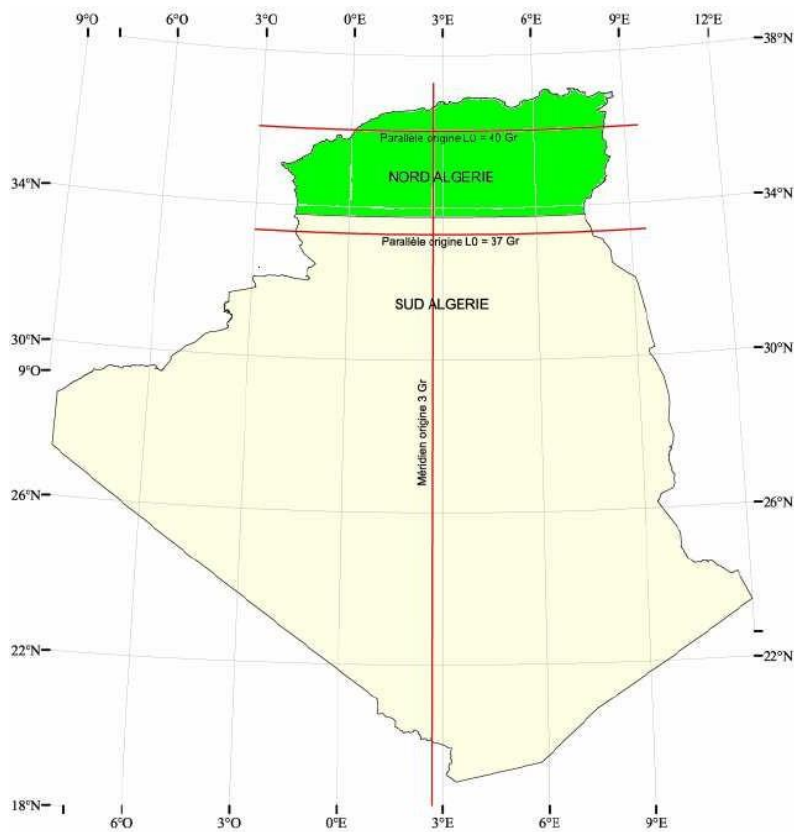 9°O 6°O 3°O 0°E 3°E 6°E 9°E 12°E
38°N
Parallèle origine L0 = 40 Gr
34°N NORD ALGERIE 34°N
Parallèle origine L0 = 37 Gr
SUD ALGERIE
30°N 30°N
9°O
Méridien origine 3 Gr
26°N 26°N
22°N 22°N
18°N
6°O 3°O 0°E 3°E 6°E 9°E